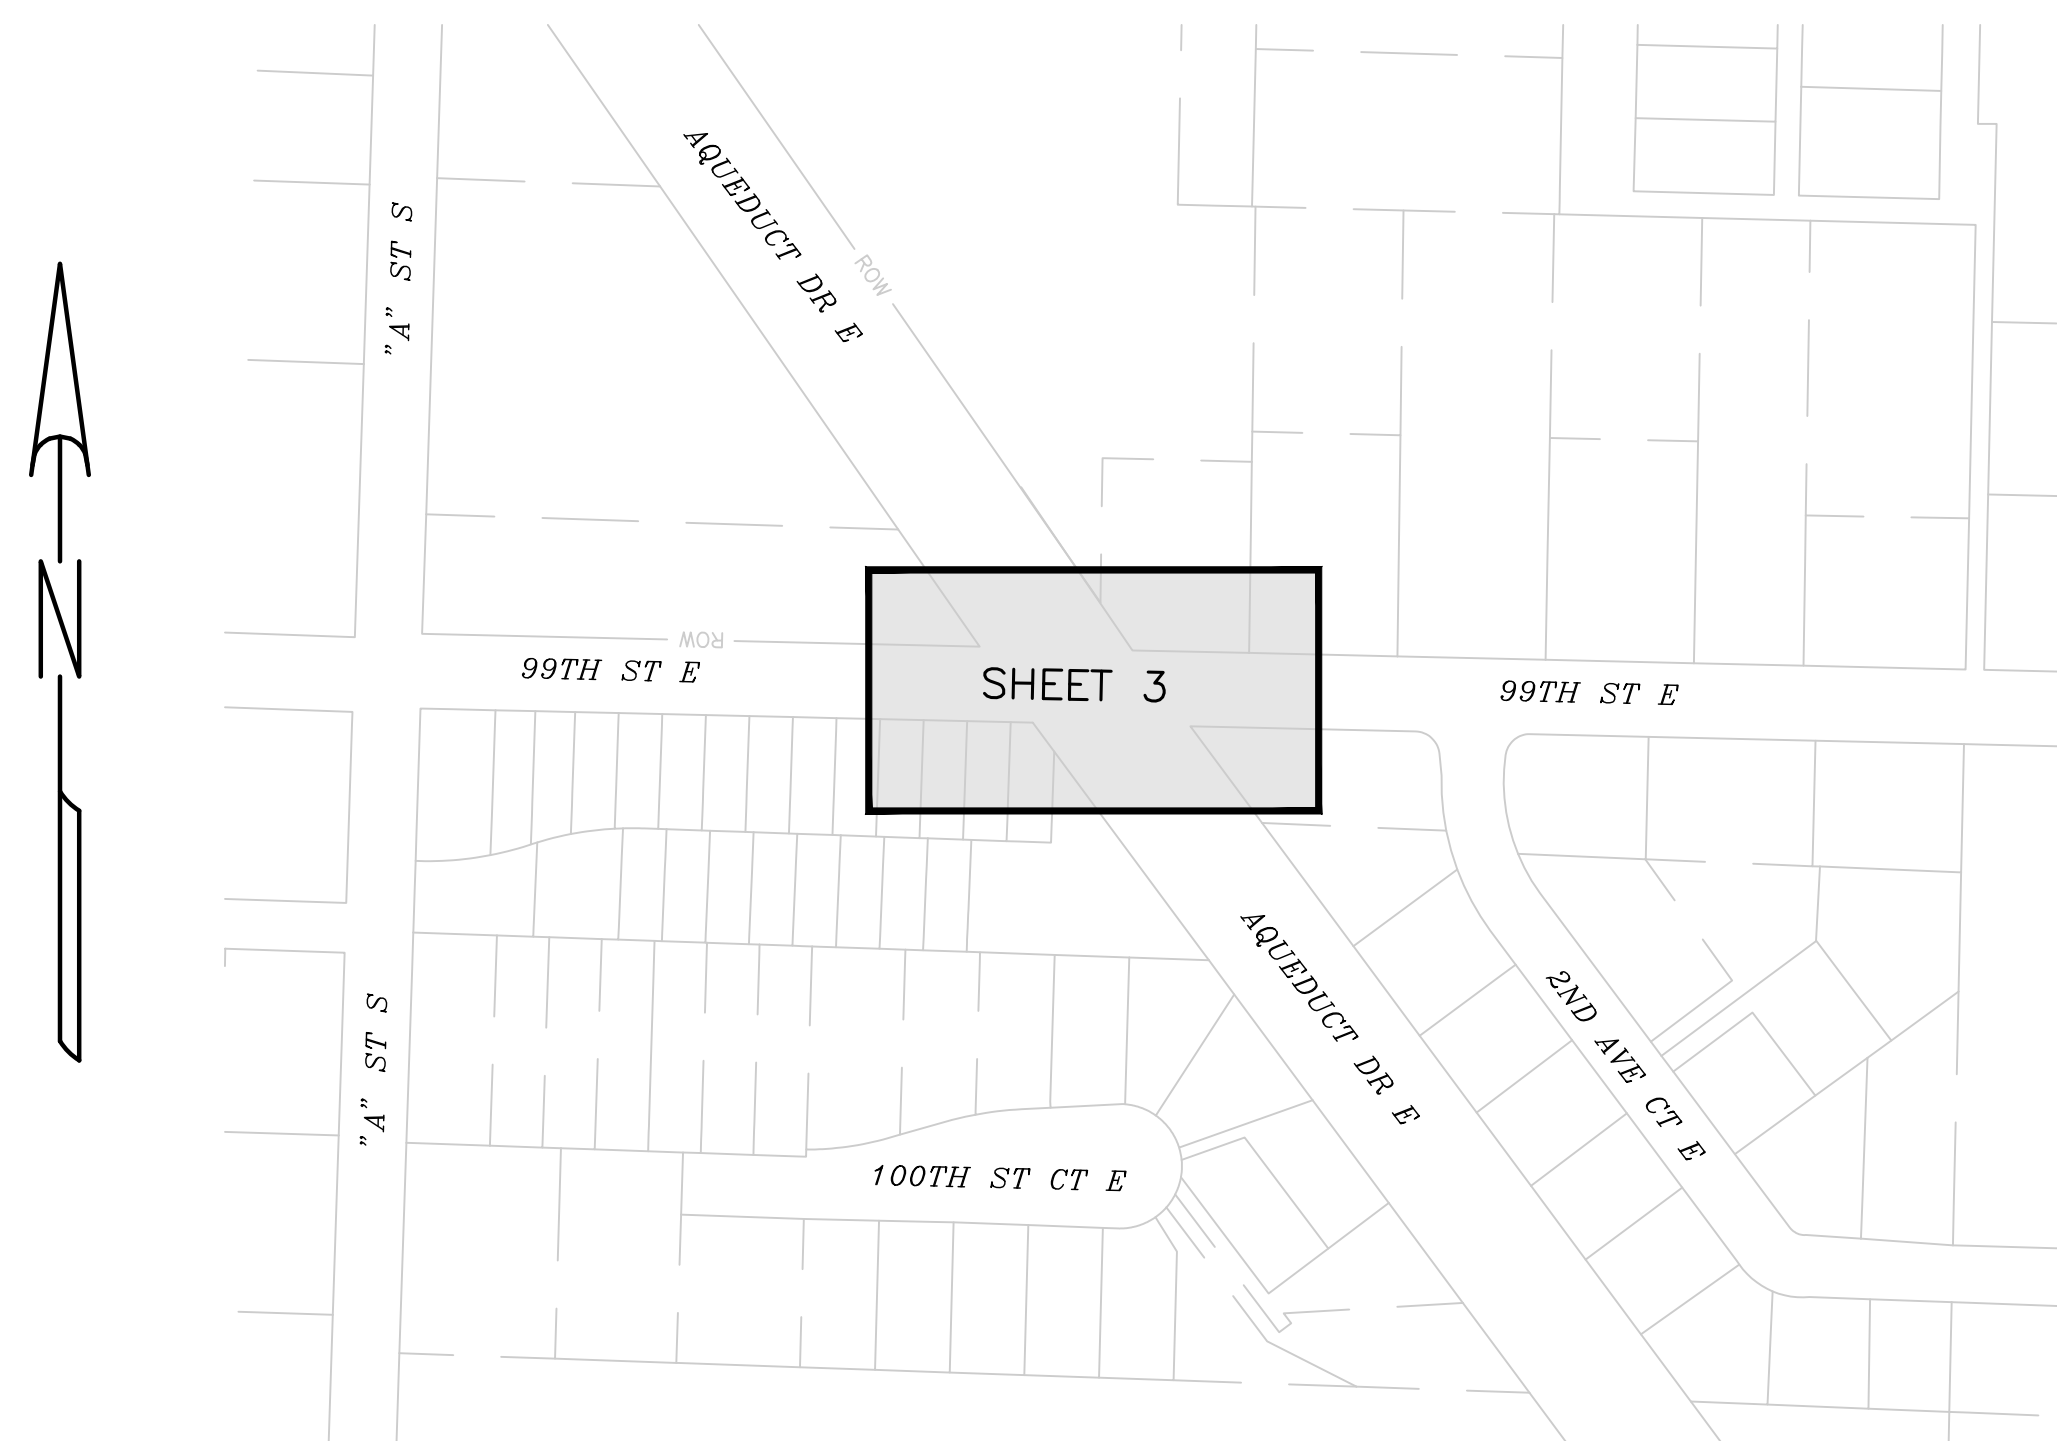 AQUEDUCT DR E
"A" ST S
ROW
N
ROW
99TH ST E
SHEET 3
99TH ST E
AQUEDUCT DR E
2ND AVE CT E
"A" ST S
100TH ST CT E